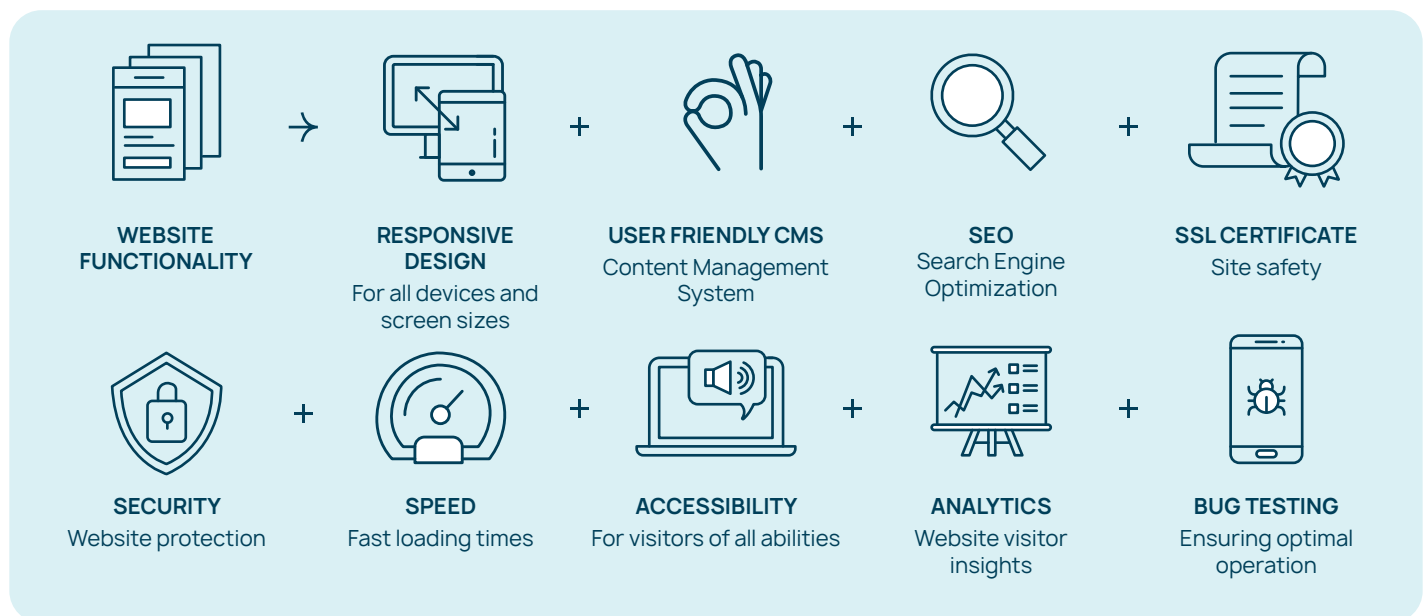 WEBSITE
FUNCTIONALITY
RESPONSIVE
DESIGN
For all devices and
screen sizes
USER FRIENDLY CMS
Content Management
System
SEO
Search Engine
Optimization
SSL CERTIFICATE
Site safety
SECURITY
Website protection
SPEED
Fast loading times
ACCESSIBILITY
For visitors of all abilities
ANALYTICS
Website visitor
insights
BUG TESTING
Ensuring optimal
operation